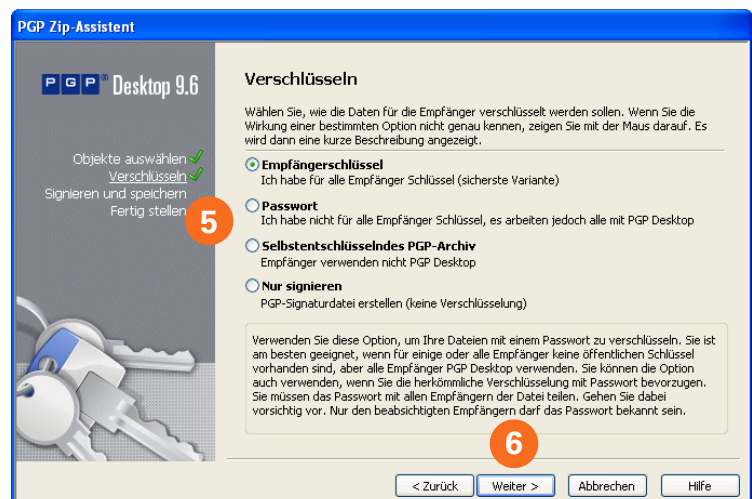 PGP Zip-Assistent
PGP® Desktop 9.6
Objekte auswählen
Verschlüsseln
Signieren und speichern
Fertig stellen
5
Verschlüsseln
Wählen Sie, wie die Daten für die Empfänger verschlüsselt werden sollen. Wenn Sie die
Wirkung einer bestimmten Option nicht genau kennen, zeigen Sie mit der Maus darauf. Es
wird dann eine kurze Beschreibung angezeigt.
Empfängerschlüssel
Ich habe für alle Empfänger Schlüssel (sicherste Variante)
Passwort
Ich habe nicht für alle Empfänger Schlüssel, es arbeiten jedoch alle mit PGP Desktop
Selbstentschlüsselndes PGP-Archiv
Empfänger verwenden nicht PGP Desktop
Nur signieren
PGP-Signaturdatei erstellen (keine Verschlüsselung)
Verwenden Sie diese Option, um Ihre Dateien mit einem Passwort zu verschlüsseln. Sie ist
am besten geeignet, wenn für einige oder alle Empfänger keine öffentlichen Schlüssel
vorhanden sind, aber alle Empfänger PGP Desktop verwenden. Sie können die Option
auch verwenden, wenn Sie die herkömmliche Verschlüsselung mit Passwort bevorzugen.
Sie müssen das Passwort mit allen Empfängern der Datei teilen. Gehen Sie dabei
vorsichtig vor. Nur den beabsichtigten Empfängern darf das Passwort bekannt sein.
6
< Zurück
Weiter >
Abbrechen
Hilfe